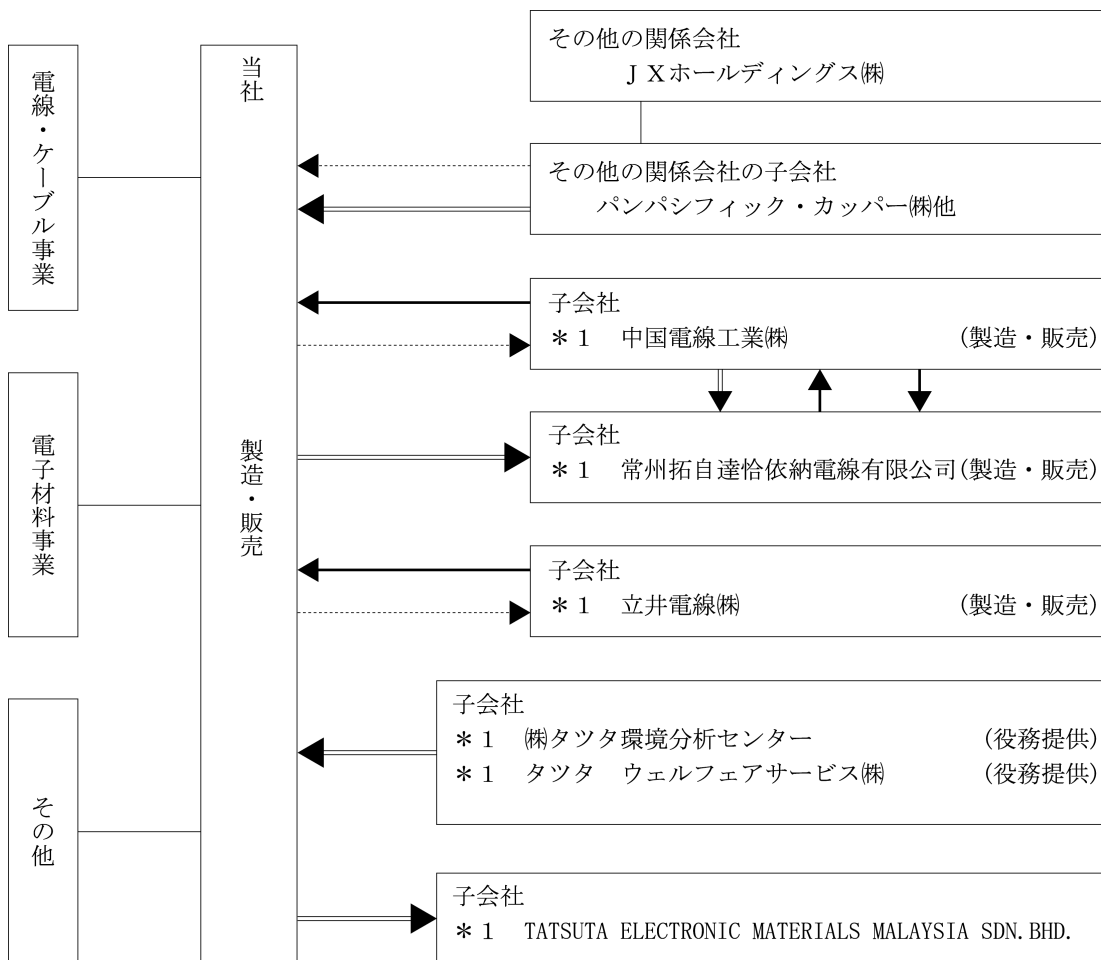 電線・ケーブル事業
電子材料事業
その他
当社
製造・販売
その他の関係会社
ＪＸホールディングス㈱
その他の関係会社の子会社
パンパシフィック・カッパー㈱他
子会社
＊１　中国電線工業㈱　(製造・販売)
子会社
＊１　常州拓自達恰依納電線有限公司(製造・販売)
子会社
＊１　立井電線㈱　(製造・販売)
子会社
＊１　㈱タツタ環境分析センター　(役務提供)
＊１　タツタ　ウェルフェアサービス㈱　(役務提供)
子会社
＊１　TATSUTA ELECTRONIC MATERIALS MALAYSIA SDN.BHD.